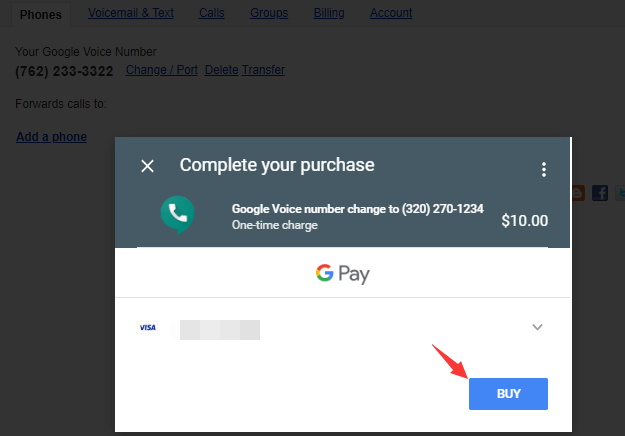 Phones Voicemail & Text Calls Groups Billing Account
Your Google Voice Number
(762) 233-3322 Change / Port Delete Transfer
Forwards calls to:
Add a phone
Complete your purchase
Google Voice number change to (320) 270-1234
One-time charge
$10.00
G Pay
VISA
BUY